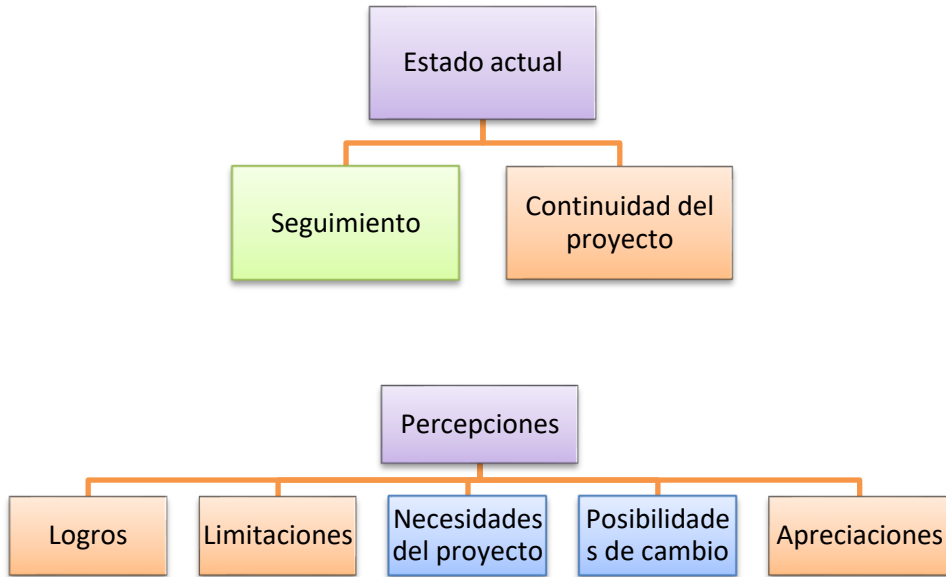 Estado actual
Seguimiento
Continuidad del
proyecto
Percepciones
Logros
Limitaciones
Necesidades
del proyecto
Posibilidade
s de cambio
Apreciaciones